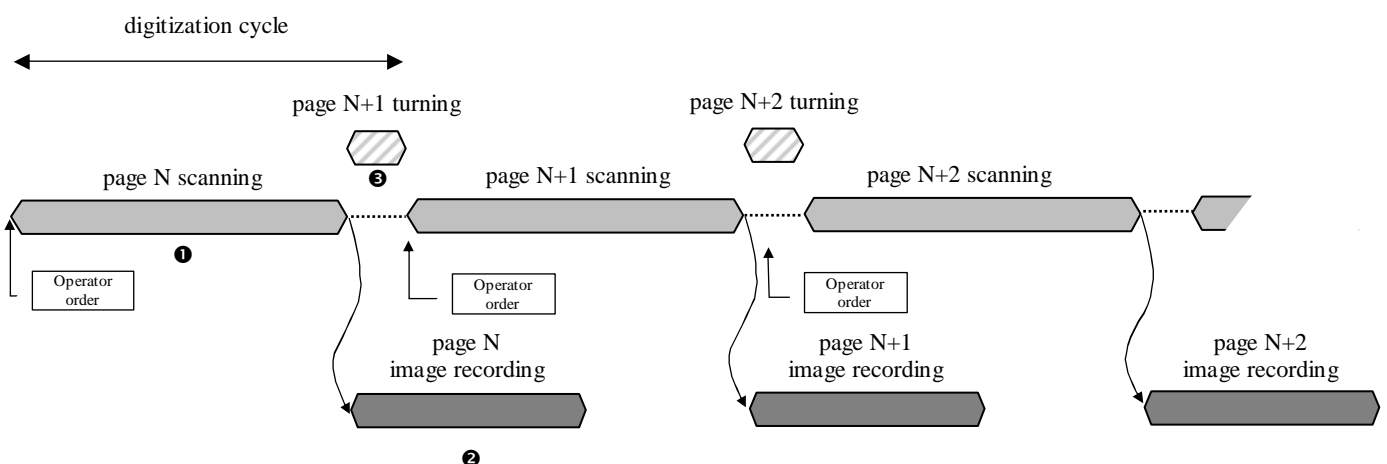 digitization cycle
page N+1 turning
page N+2 turning
❸
page N scanning
page N+1 scanning
page N+2 scanning
❶
Operator
order
Operator
order
Operator
order
page N
image recording
page N+1
image recording
page N+2
image recording
❷